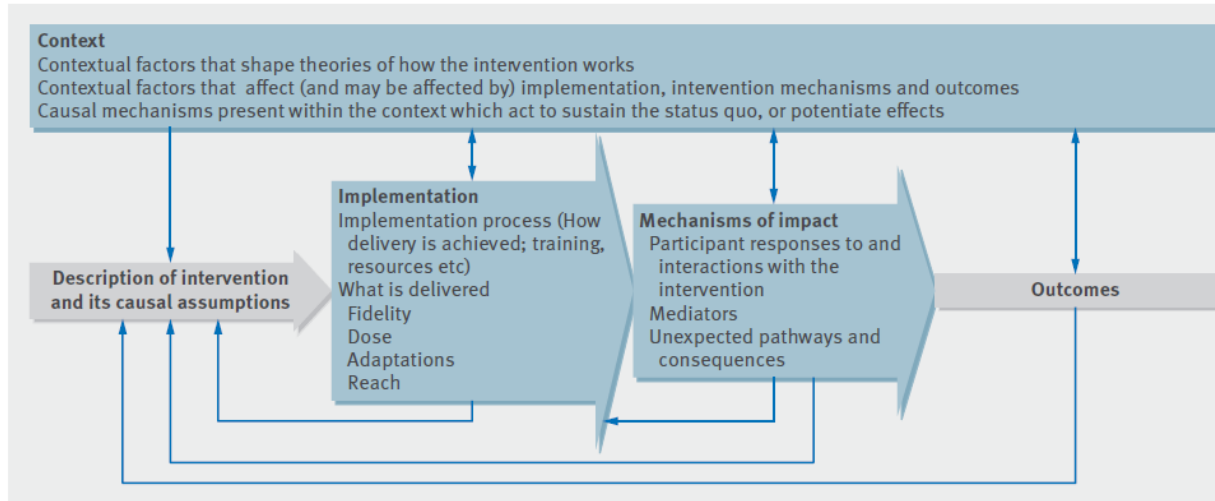 Context
Contextual factors that shape theories of how the intervention works
Contextual factors that affect (and may be affected by) implementation, intervention mechanisms and outcomes
Causal mechanisms present within the context which act to sustain the status quo, or potentiate effects
Description of intervention
and its causal assumptions
Implementation
Implementation process (How
delivery is achieved; training,
resources etc)
What is delivered
Fidelity
Dose
Adaptations
Reach
Mechanisms of impact
Participant responses to and
interactions with the
intervention
Mediators
Unexpected pathways and
consequences
Outcomes